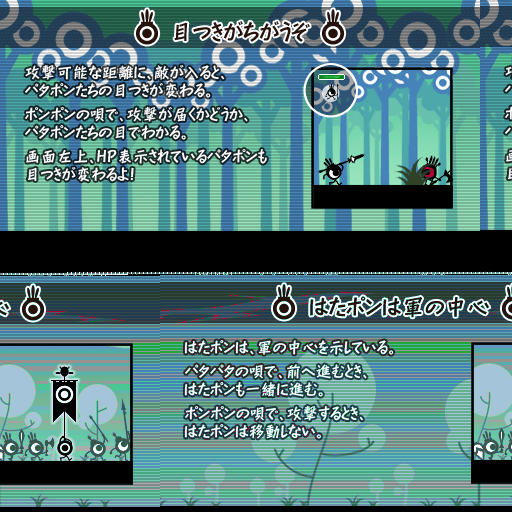 目つきがちがうぞ
攻撃可能な距離に、敵が入ると、
パタポンたちの目つきが変わる。
ポンポンの唄で、攻撃が届くかどうか、
パタポンたちの目でわかる。
画面左上、HP表示されているパタポンも
目つきが変わるよ!
はたポンは軍の中心
はたポンは、軍の中心を示している。
パタパタの唄で、前へ進むとき、
はたポンも一緒に進む。
ポンポンの唄で、攻撃するとき、
はたポンは移動しない。